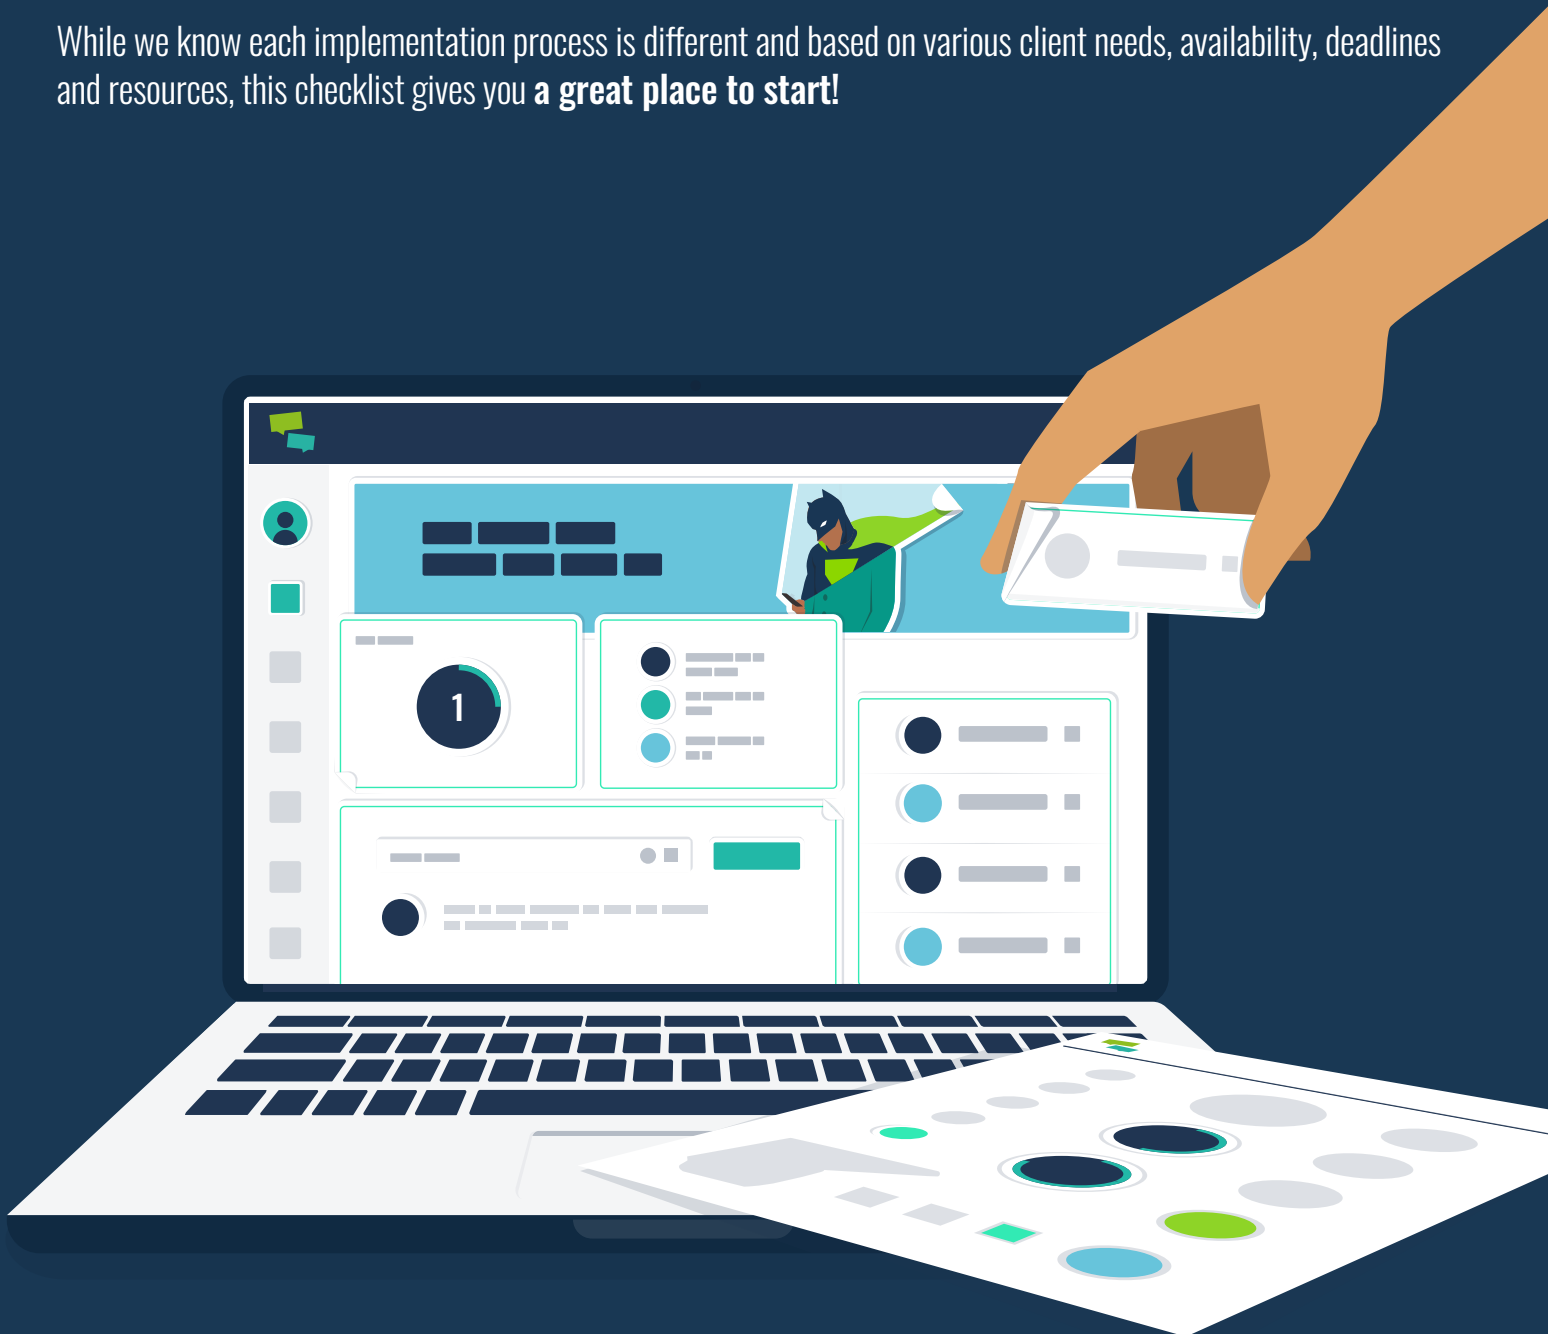 While we know each implementation process is different and based on various client needs, availability, deadlines
and resources, this checklist gives you a great place to start!
1